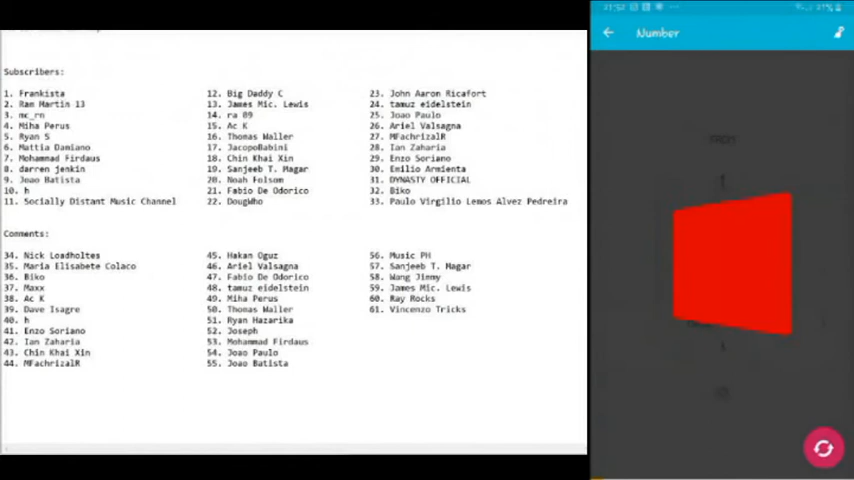 Subscribers:
1. Frankista
2. Ram Martin 13
3. mc_rn
4. Miha Perus
5. Ryan S
6. Mattia Damiano
7. Mohammad Firdaus
8. darren jenkin
9. Joao Batista
10. h
11. Socially Distant Music Channel
12. Big Daddy C
13. James Mic. Lewis
14. ra 09
15. Ac K
16. Thomas Waller
17. JacopoBabini
18. Chin Khai Xin
19. Sanjeeb T. Magar
20. Noah Folsom
21. Fabio De Odorico
22. DougWho
23. John Aaron Ricafort
24. tamuz eidelstein
25. Joao Paulo
26. Ariel Valsagna
27. MFachrizalR
28. Ian Zaharia
29. Enzo Soriano
30. Emilio Armienta
31. DYNASTY OFFICIAL
32. Biko
33. Paulo Virgilio Lemos Alvez Pedreira
Comments:
34. Nick Loadholtes
35. Maria Elisabete Colaco
36. Biko
37. Maxx
38. Ac K
39. Dave Isagre
40. h
41. Enzo Soriano
42. Ian Zaharia
43. Chin Khai Xin
44. MFachrizalR
45. Hakan Oguz
46. Ariel Valsagna
47. Fabio De Odorico
48. tamuz eidelstein
49. Miha Perus
50. Thomas Waller
51. Ryan Hazarika
52. Joseph
53. Mohammad Firdaus
54. Joao Paulo
55. Joao Batista
56. Music PH
57. Sanjeeb T. Magar
58. Wang Jimmy
59. James Mic. Lewis
60. Ray Rocks
61. Vincenzo Tricks
21:52
Number